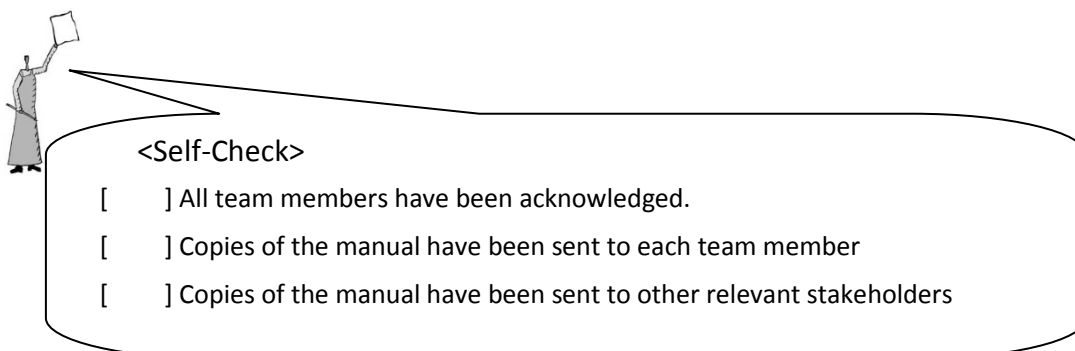 <Self-Check>
[ ] All team members have been acknowledged.
[ ] Copies of the manual have been sent to each team member
[ ] Copies of the manual have been sent to other relevant stakeholders